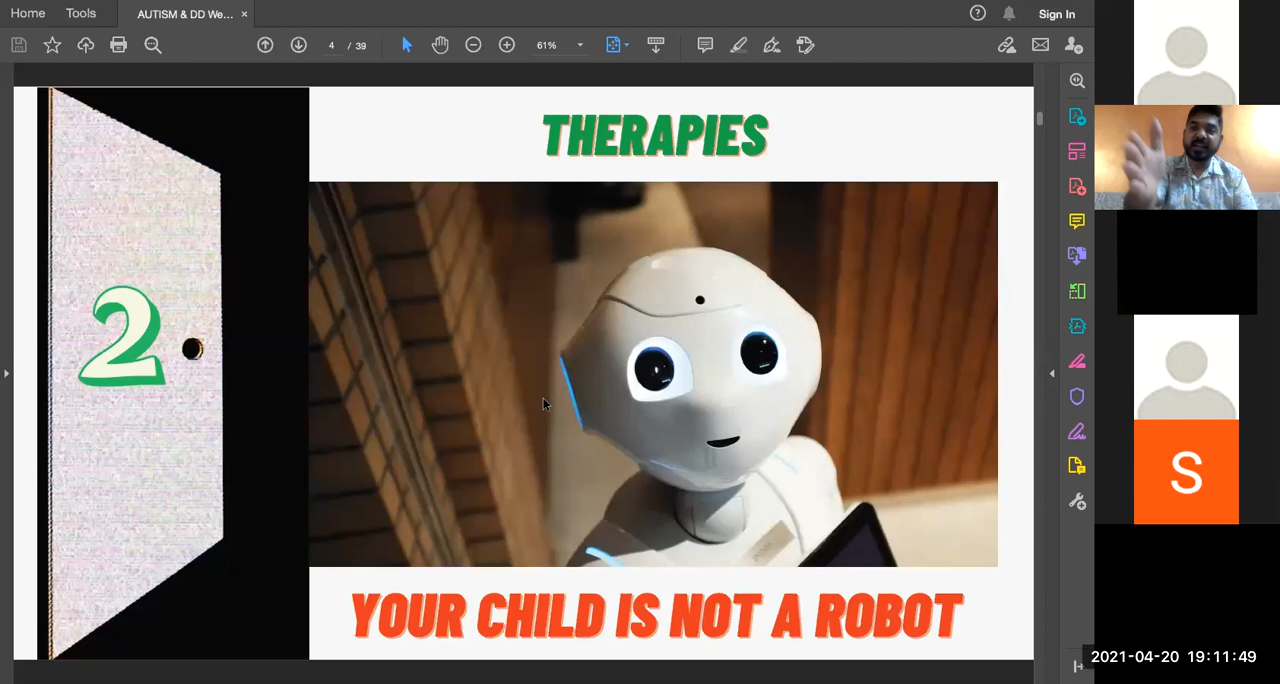 Home Tools AUTISM & DD We... × Sign In
4 / 39 61%
THERAPIES
2
YOUR CHILD IS NOT A ROBOT
S
2021-04-20 19:11:49